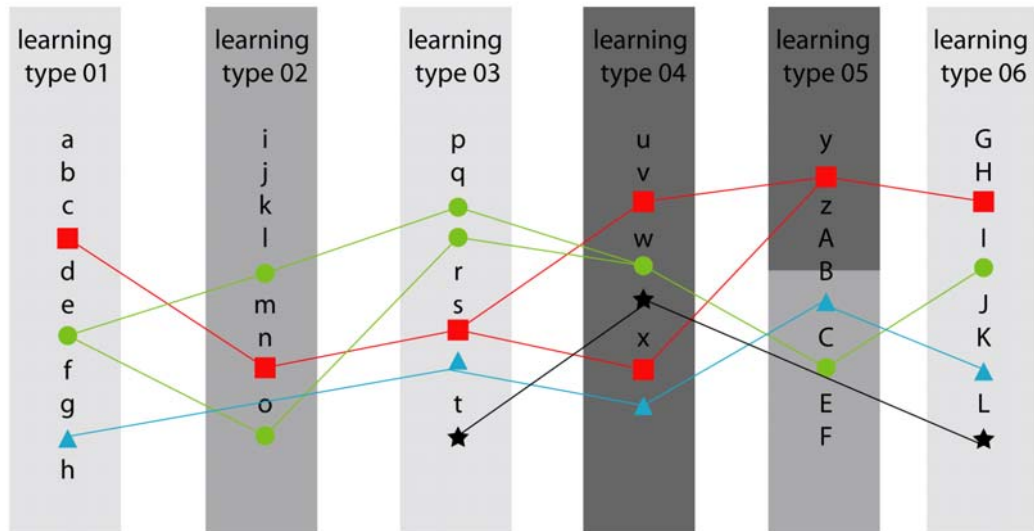 learning
type 01
a
b
c
d
e
f
g
h
learning
type 02
i
j
k
l
m
n
o
learning
type 03
p
q
r
s
t
learning
type 04
u
v
w
x
learning
type 05
y
z
A
B
C
E
F
learning
type 06
G
H
I
J
K
L